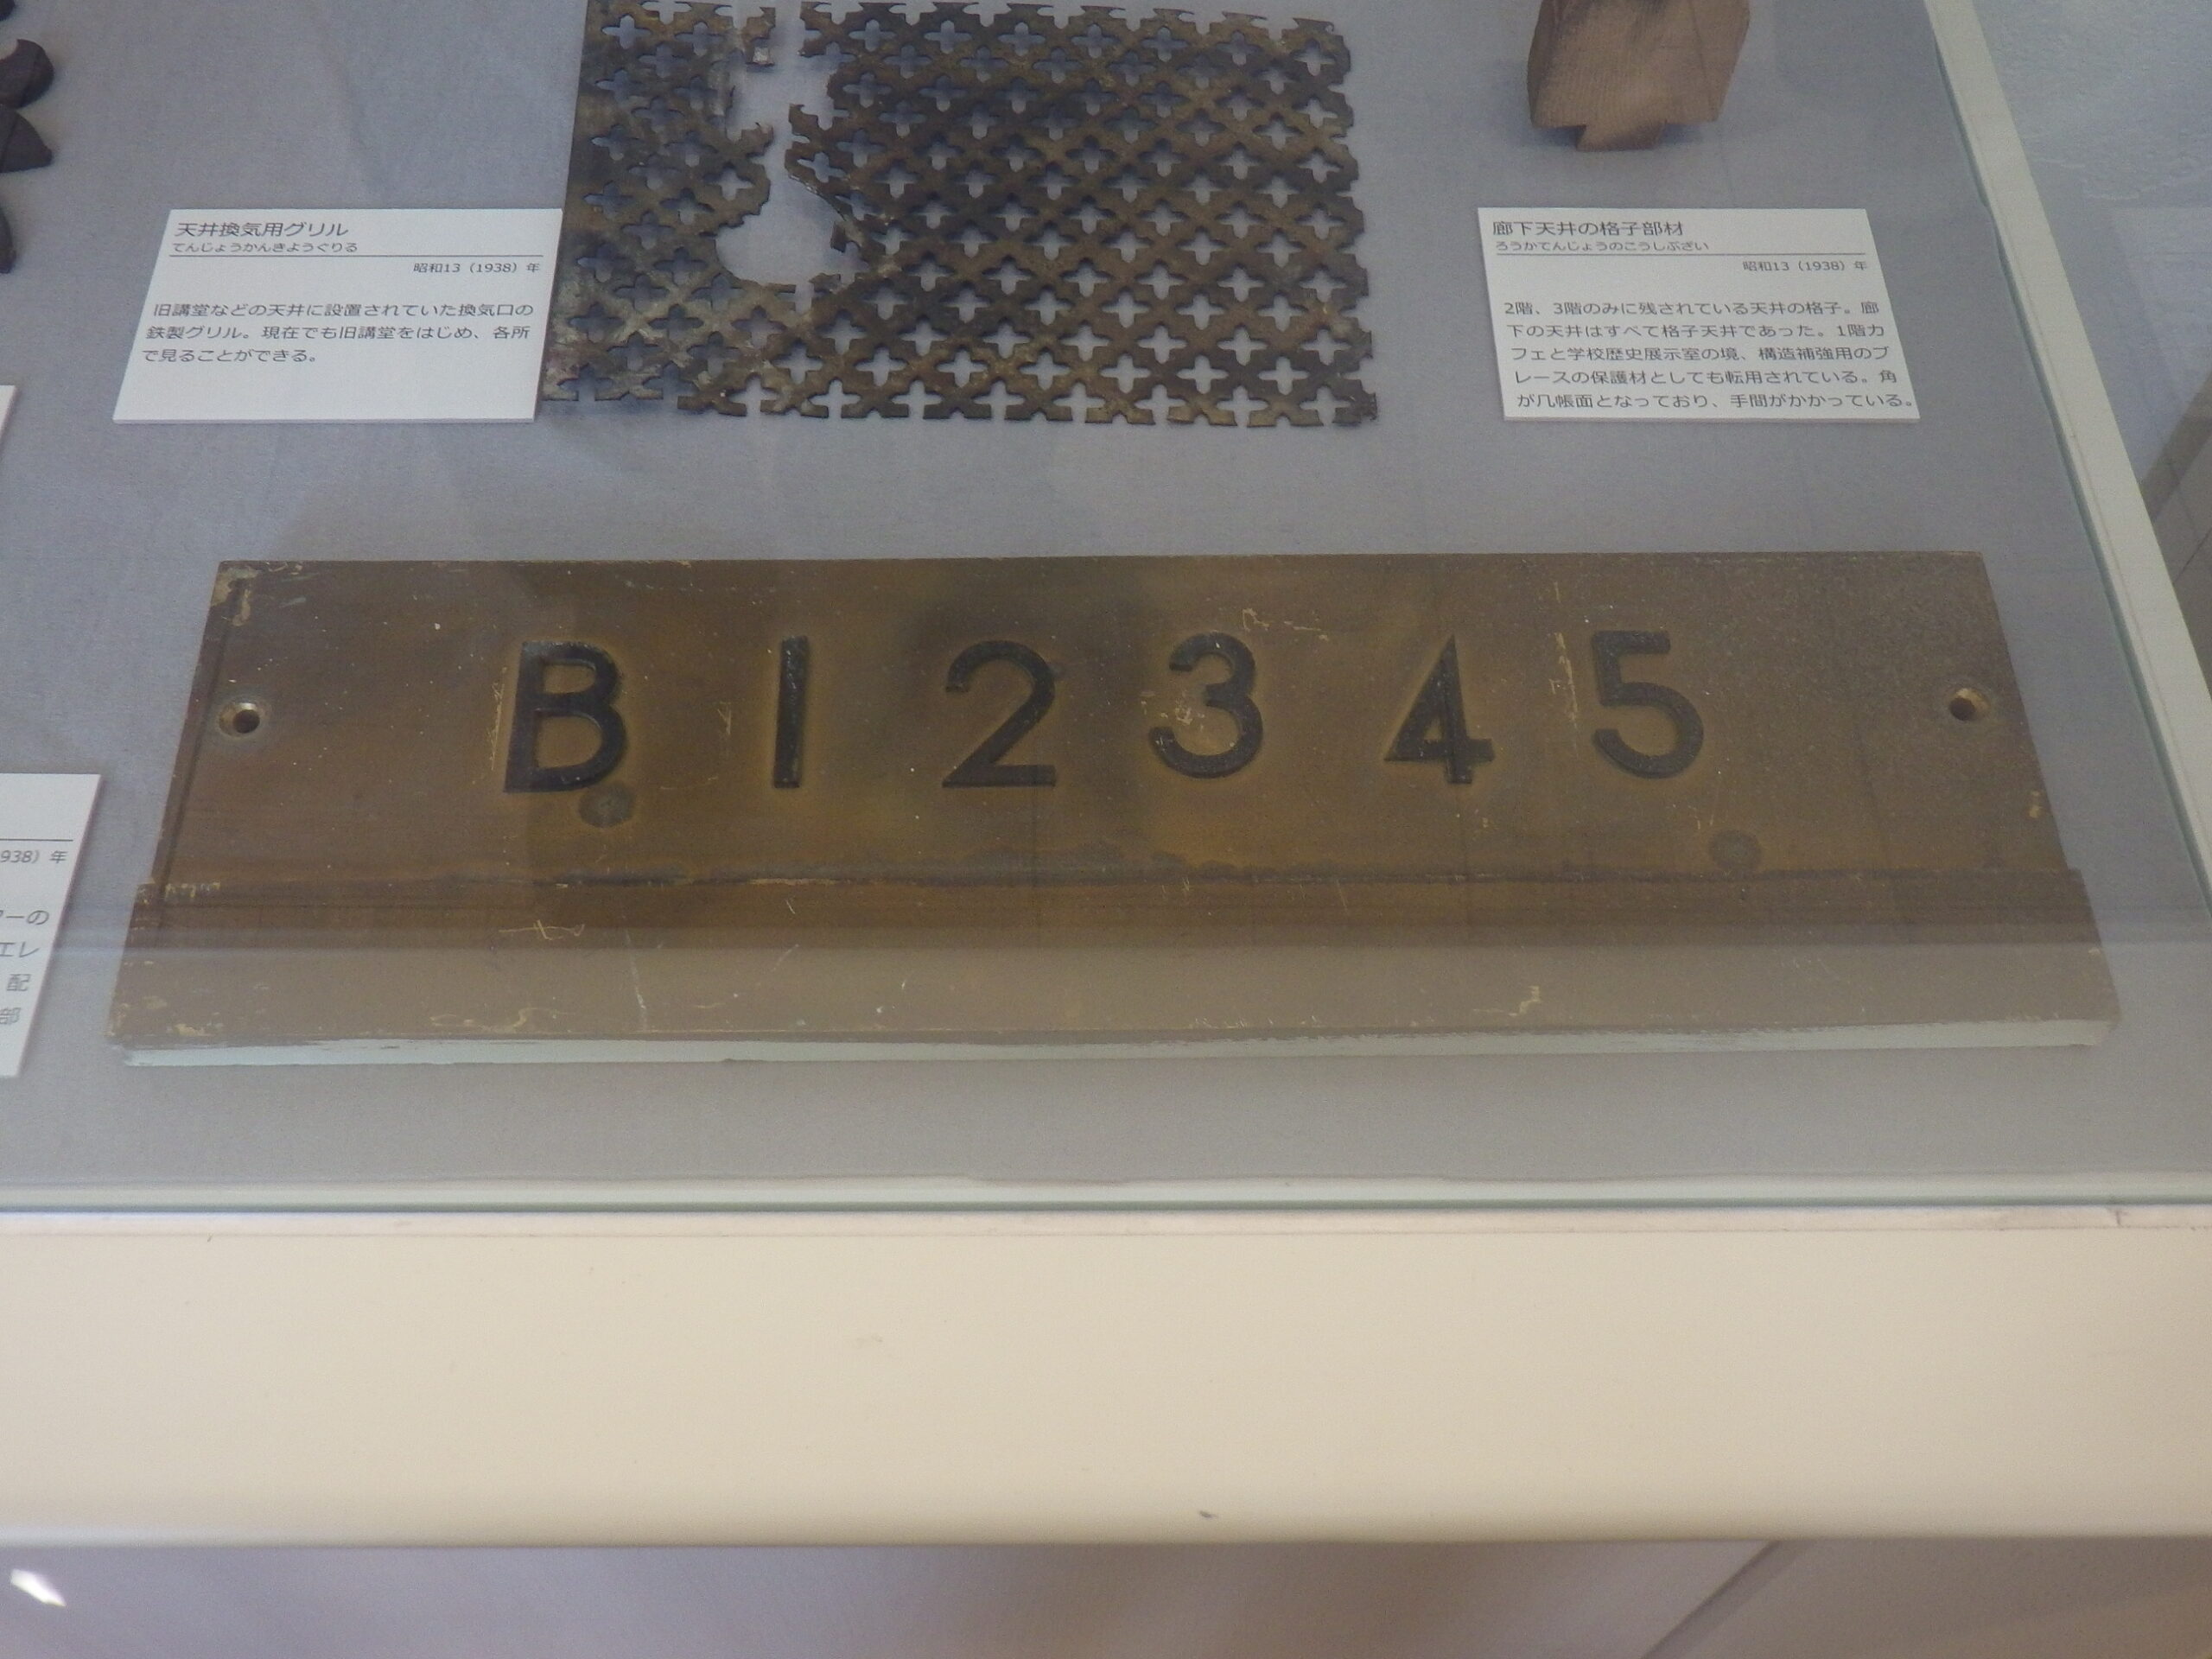 天井換気用グリル
てんじょうかんきようぐりる
昭和13（1938）年
旧講堂などの天井に設置されていた換気口の
鉄製グリル。現在でも旧講堂をはじめ、各所
で見ることができる。
廊下天井の格子部材
ろうかてんじょうのこうしぶざい
昭和13（1938）年
2階、3階のみに残されている天井の格子。廊
下の天井はすべて格子天井であった。1階カ
フェと学校歴史展示室の境、構造補強用のブ
レースの保護材としても転用されている。角
が几帳面となっており、手間がかかっている。
B 1 2 3 4 5
938）年
ーの
エレ
配
部